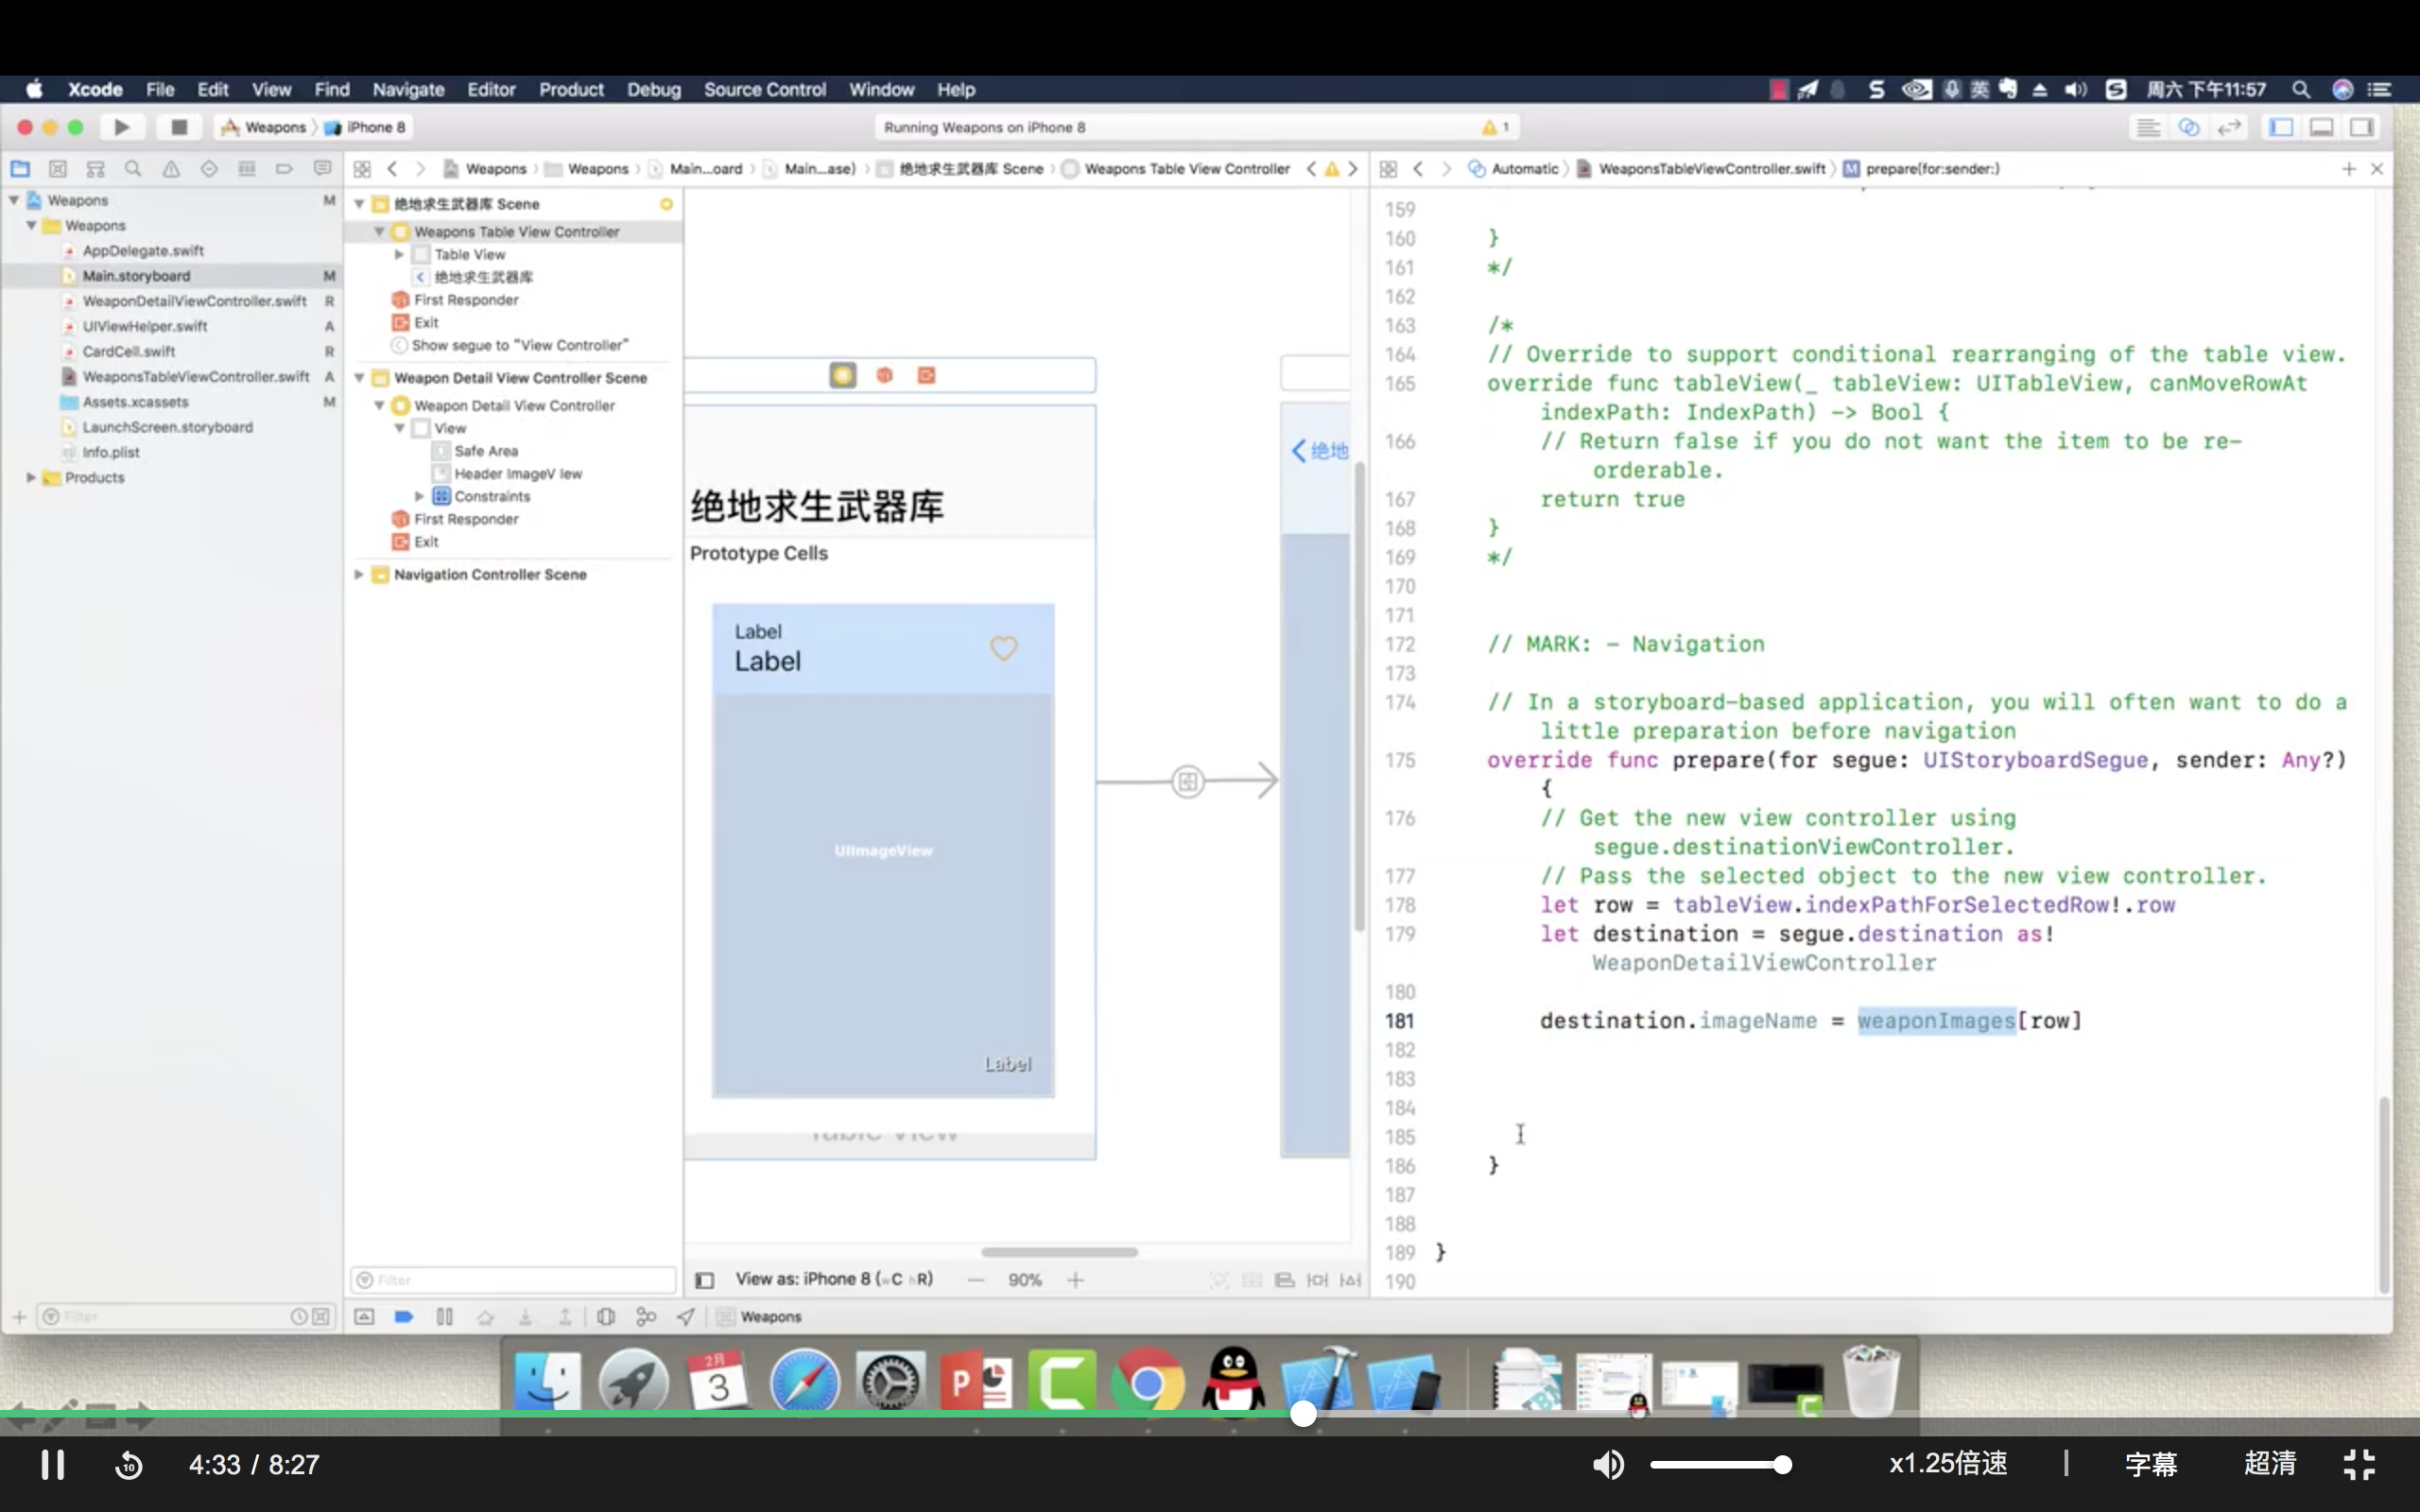 Xcode File Edit View Find Navigate Editor Product Debug Source Control Window Help 英 周六 下午11:57
Weapons iPhone 8
Running Weapons on iPhone 8
1
Weapons Weapons Main...oard Main...ase) 绝地求生武器库 Scene Weapons Table View Controller
Automatic WeaponsTableViewController.swift M prepare(for:sender:)
Weapons M
Weapons
AppDelegate.swift
Main.storyboard M
WeaponDetailViewController.swift R
UIViewHelper.swift A
CardCell.swift R
WeaponsTableViewController.swift A
Assets.xcassets M
LaunchScreen.storyboard
Info.plist
Products
绝地求生武器库 Scene
Weapons Table View Controller
Table View
绝地求生武器库
First Responder
Exit
Show segue to “View Controller”
Weapon Detail View Controller Scene
Weapon Detail View Controller
View
Safe Area
Header ImageV Iew
Constraints
First Responder
Exit
Navigation Controller Scene
绝地求生武器库
Prototype Cells
Label
Label
UIImageView
Label
Table View
绝地
159
160 }
161 */
162
163 /*
164 // Override to support conditional rearranging of the table view.
165 override func tableView(_ tableView: UITableView, canMoveRowAt
indexPath: IndexPath) -> Bool {
166 // Return false if you do not want the item to be re-
orderable.
167 return true
168 }
169 */
170
171
172 // MARK: - Navigation
173
174 // In a storyboard-based application, you will often want to do a
little preparation before navigation
175 override func prepare(for segue: UIStoryboardSegue, sender: Any?)
{
176 // Get the new view controller using
segue.destinationViewController.
177 // Pass the selected object to the new view controller.
178 let row = tableView.indexPathForSelectedRow!.row
179 let destination = segue.destination as!
WeaponDetailViewController
180
181 destination.imageName = weaponImages[row]
182
183
184
185
186 }
187
188
189 }
190
Filter
View as: iPhone 8 (wC hR) — 90% +
Filter
Weapons
2月
3
4:33 / 8:27
x1.25倍速
字幕
超清